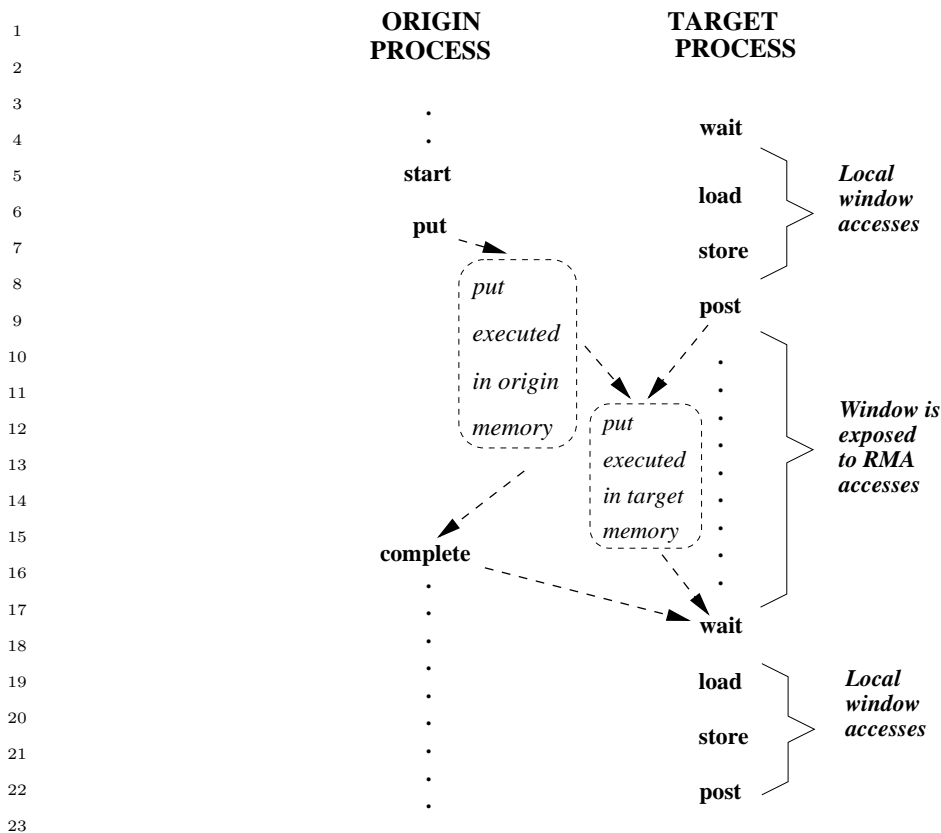 ORIGIN
PROCESS
TARGET
PROCESS
1
2
3
4
5
6
7
8
9
10
11
12
13
14
15
16
17
18
19
20
21
22
23
start
put
put
executed
in origin
memory
complete
wait
load
store
post
put
executed
in target
memory
wait
load
store
post
Local
window
accesses
Window is
exposed
to RMA
accesses
Local
window
accesses